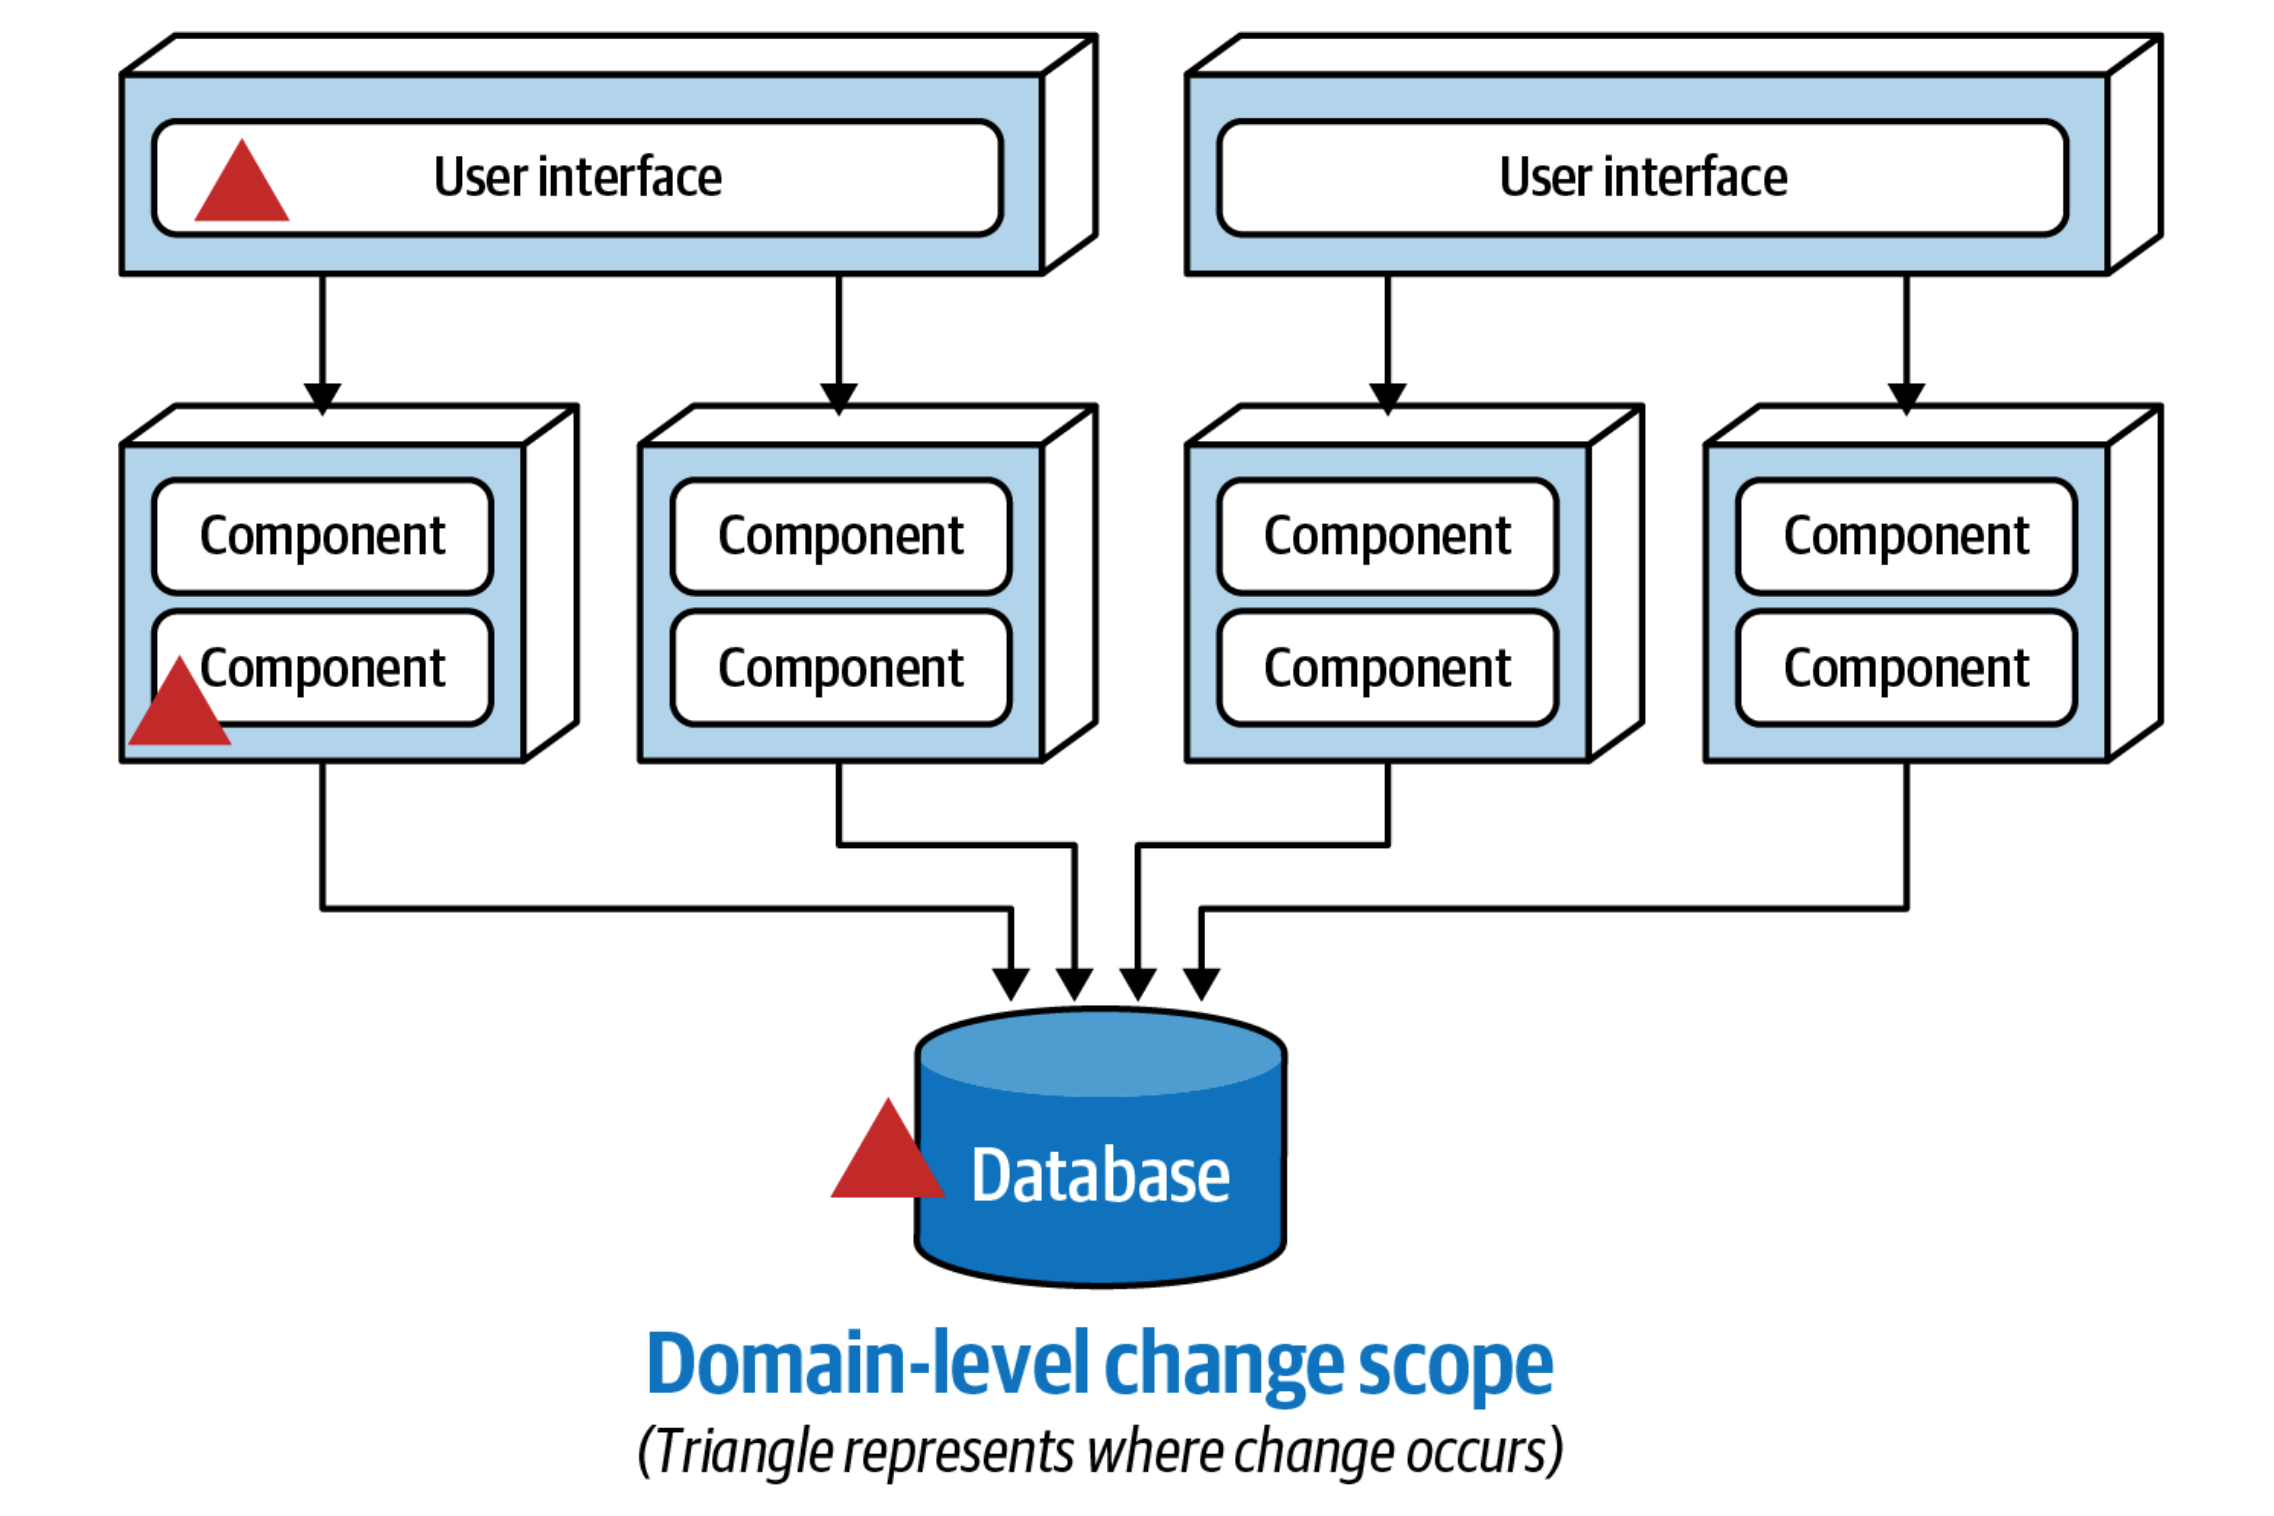 User interface
User interface
Component
Component
Component
Component
Component
Component
Component
Component
Database
Domain-level change scope
(Triangle represents where change occurs)